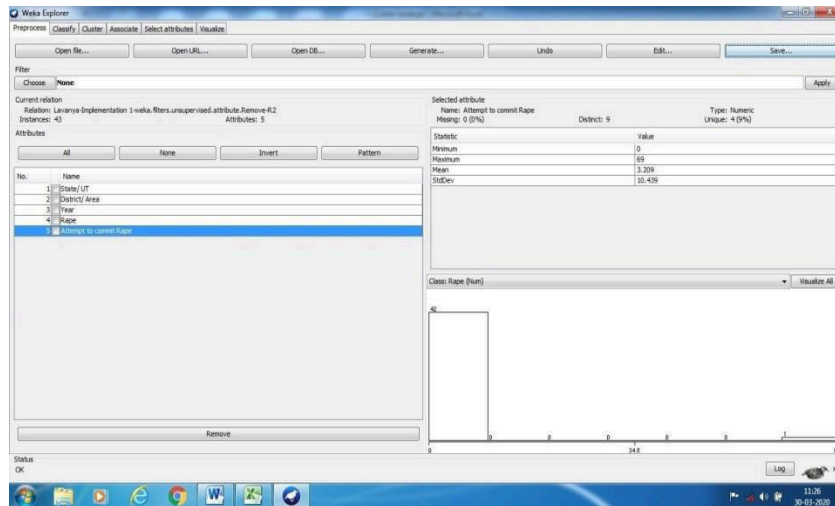 Weka Explorer
Preprocess Classify Cluster Associate Select attributes Visualize
Open file... Open URL... Open DB... Generate... Undo Edit... Save...
Filter
Choose None Apply
Current relation
Relation: Lavanya-Implementation 1-weka.filters.unsupervised.attribute.Remove-R2
Instances: 43 Attributes: 5
Attributes
All None Invert Pattern
No. Name
1 State/ UT
2 District/ Area
3 Year
4 Rape
5 Attempt to commit Rape
Remove
Selected attribute
Name: Attempt to commit Rape Type: Numeric
Missing: 0 (0%) Distinct: 9 Unique: 4 (9%)
Statistic Value
Minimum 0
Maximum 69
Mean 3.209
StdDev 10.439
Class: Rape (Num) Visualize All
42
0 0 0 0 0 1
0 34.5
Status
OK
Log
11:26
30-03-2020